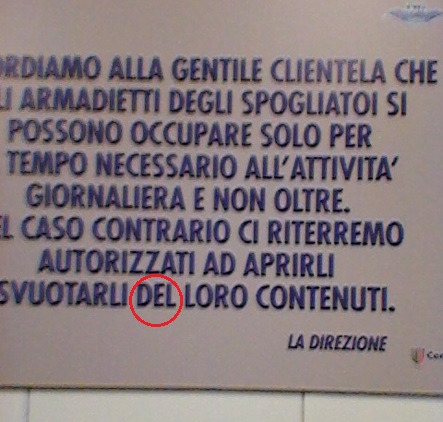 ORDIAMO ALLA GENTILE CLIENTELA CHE
LI ARMADIETTI DEGLI SPOGLIATOI SI
POSSONO OCCUPARE SOLO PER
TEMPO NECESSARIO ALL'ATTIVITA'
GIORNALIERA E NON OLTRE.
EL CASO CONTRARIO CI RITERREMO
AUTORIZZATI AD APRIRLI
SVUOTARLI DEL LORO CONTENUTI.
LA DIREZIONE